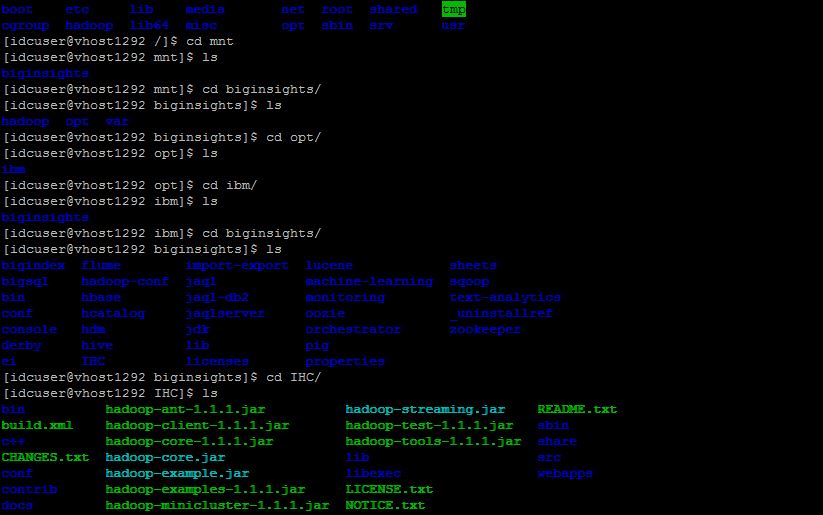 boot    etc     lib    media       net  root  shared  tmp
cgroup  hadoop  lib64  misc        opt  sbin  srv     usr
[idcuser@vhost1292 /]$ cd mnt
[idcuser@vhost1292 mnt]$ ls
biginsights
[idcuser@vhost1292 mnt]$ cd biginsights/
[idcuser@vhost1292 biginsights]$ ls
hadoop  opt  var
[idcuser@vhost1292 biginsights]$ cd opt/
[idcuser@vhost1292 opt]$ ls
ibm
[idcuser@vhost1292 opt]$ cd ibm/
[idcuser@vhost1292 ibm]$ ls
biginsights
[idcuser@vhost1292 ibm]$ cd biginsights/
[idcuser@vhost1292 biginsights]$ ls
bigindex  flume        import-export  lucene            sheets
bigsql    hadoop-conf  jaql           machine-learning  sqoop
bin       hbase        jaql-db2       monitoring        text-analytics
conf      hcatalog     jaqlserver     oozie             _uninstallref
console   hdm          jdk            orchestrator      zookeeper
derby     hive         lib            pig
ei        IHC          licenses       properties
[idcuser@vhost1292 biginsights]$ cd IHC/
[idcuser@vhost1292 IHC]$ ls
bin          hadoop-ant-1.1.1.jar          hadoop-streaming.jar    README.txt
build.xml    hadoop-client-1.1.1.jar       hadoop-test-1.1.1.jar   sbin
c++          hadoop-core-1.1.1.jar         hadoop-tools-1.1.1.jar  share
CHANGES.txt  hadoop-core.jar               lib                     src
conf         hadoop-example.jar            libexec                 webapps
contrib      hadoop-examples-1.1.1.jar     LICENSE.txt
docs         hadoop-minicluster-1.1.1.jar  NOTICE.txt